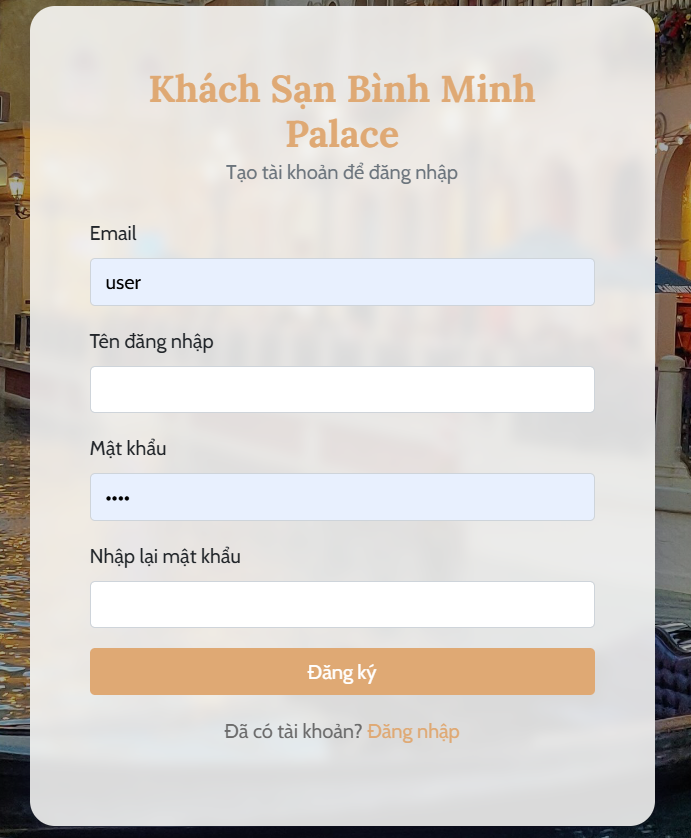 Khách Sạn Bình Minh
Palace
Tạo tài khoản để đăng nhập
Email
user
Tên đăng nhập
Mật khẩu
••••
Nhập lại mật khẩu
Đăng ký
Đã có tài khoản? Đăng nhập